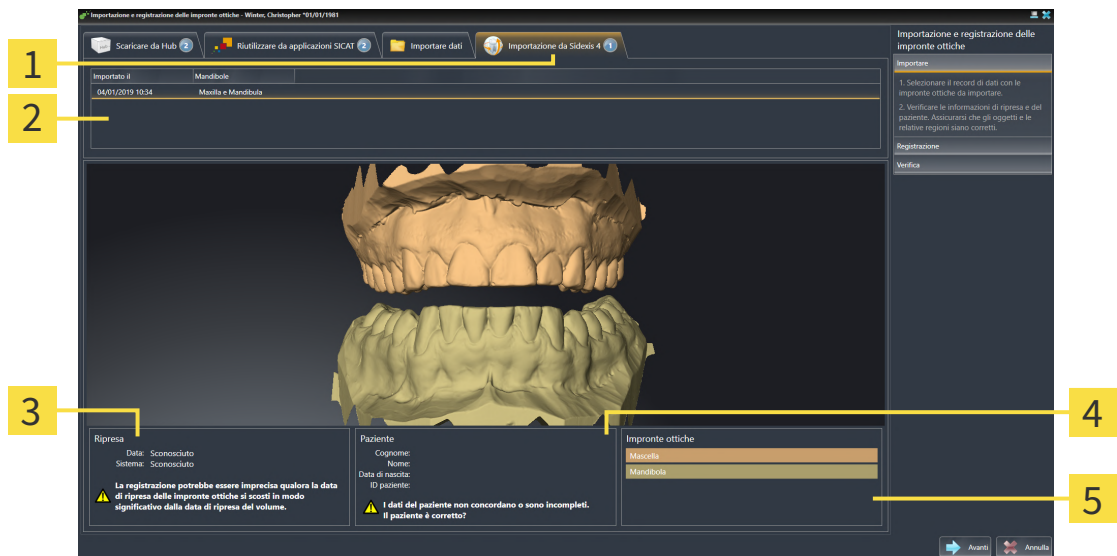 Importazione e registrazione delle impronte ottiche - Winter, Christopher *01/01/1981
Scaricare da Hub 2
Riutilizzare da applicazioni SICAT 2
Importare dati
Importazione da Sidexis 4 1
Importato il
Mandibole
04/01/2019 10:34
Maxilla e Mandibula
Importazione e registrazione delle
impronte ottiche
Importare
1. Selezionare il record di dati con le
impronte ottiche da importare.
2. Verificare le informazioni di ripresa e del
paziente. Assicurarsi che gli oggetti e le
relative regioni siano corretti.
Registrazione
Verifica
1
2
3
4
5
Ripresa
Data: Sconosciuto
Sistema: Sconosciuto
La registrazione potrebbe essere imprecisa qualora la data
di ripresa delle impronte ottiche si scosti in modo
significativo dalla data di ripresa del volume.
Paziente
Cognome:
Nome:
Data di nascita:
ID paziente:
I dati del paziente non concordano o sono incompleti.
Il paziente è corretto?
Impronte ottiche
Mascella
Mandibola
Avanti
Annulla